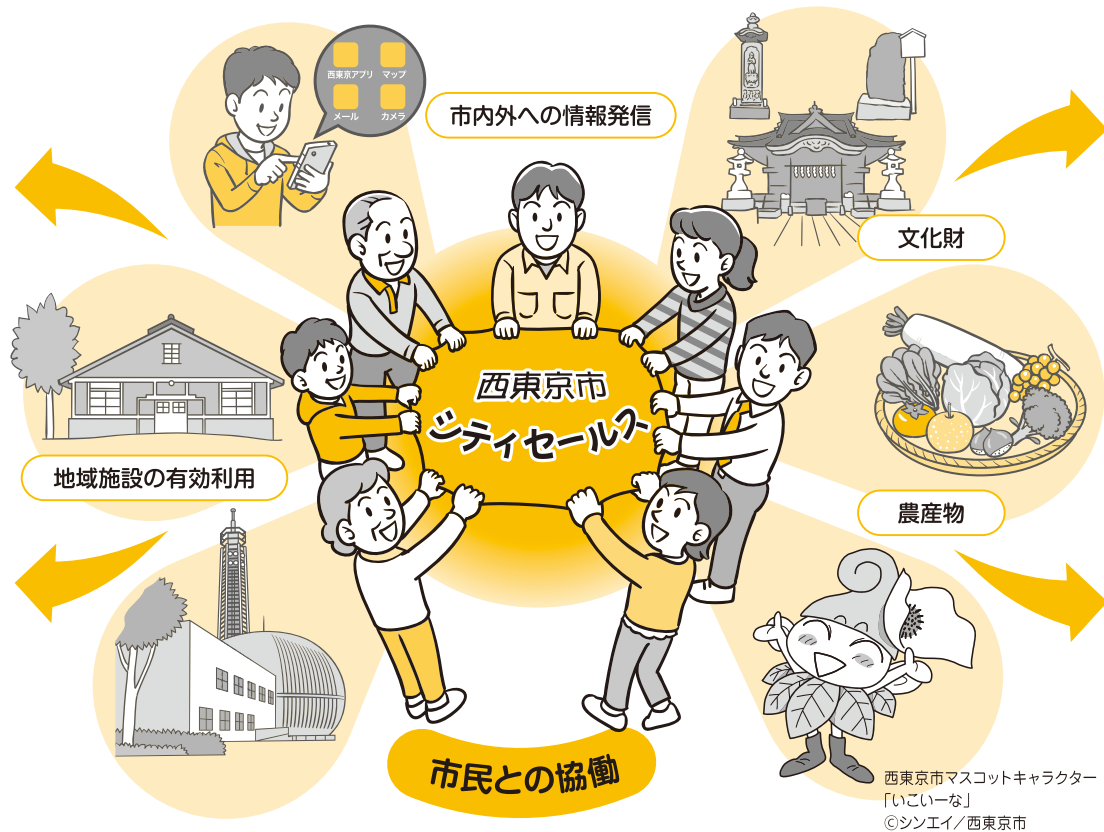 西東京アプリ マップ
メール カメラ
市内外への情報発信
文化財
西東京市
シティセールス
地域施設の有効利用
農産物
市民との協働
西東京市マスコットキャラクター
「いこいーな」
©シンエイ/西東京市